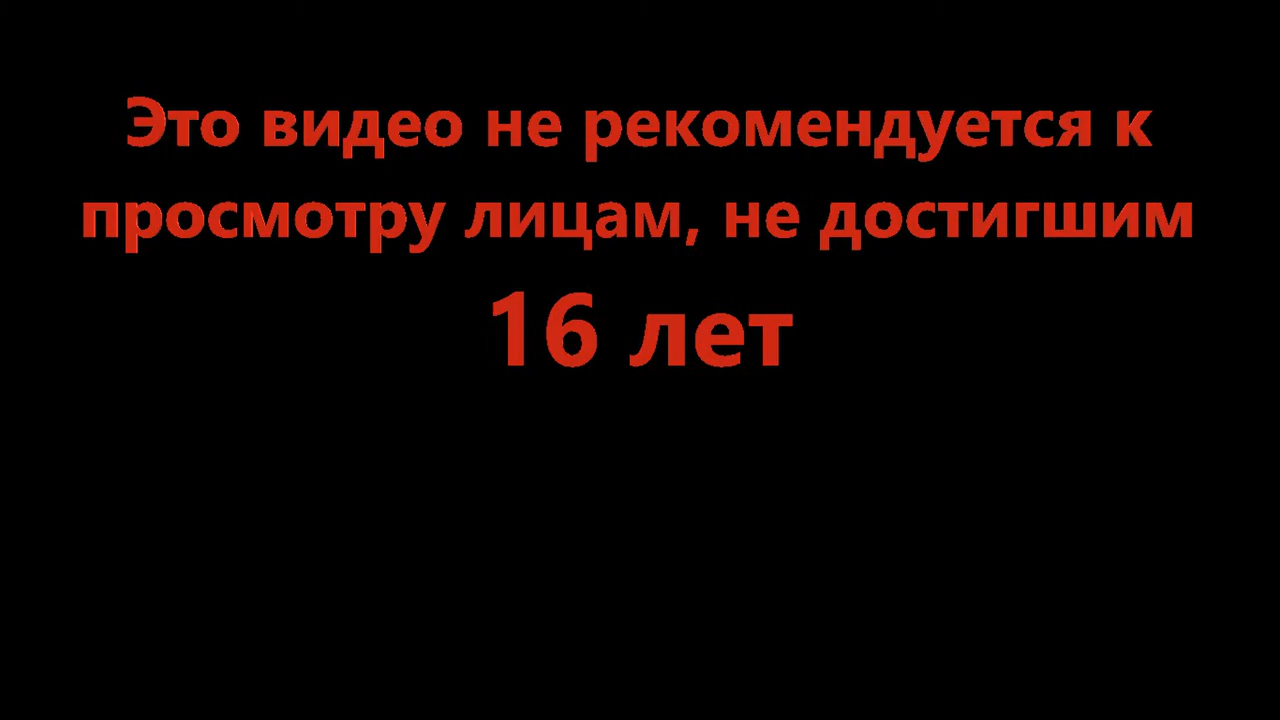 Это видео не рекомендуется к
просмотру лицам, не достигшим
16 лет